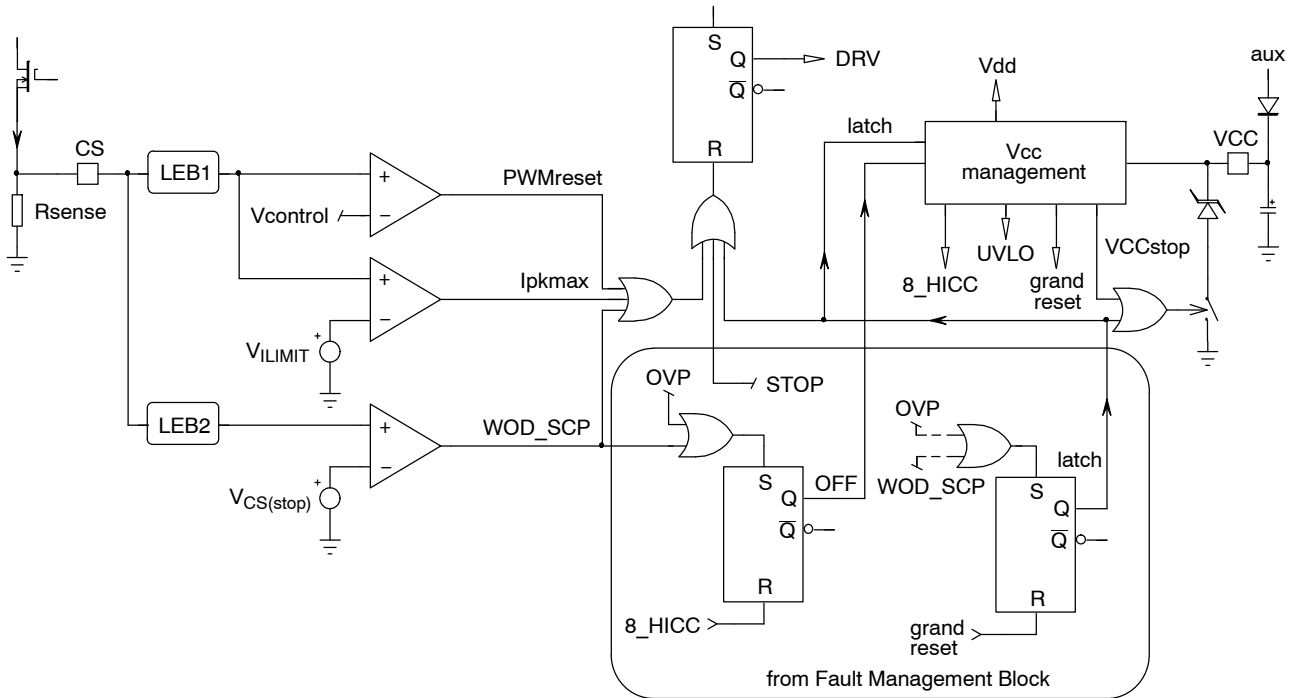 S
Q
Q
R
DRV
Vdd
aux
latch
VCC
Vcc
management
CS
LEB1
Rsense
PWMreset
Vcontrol
+
−
8_HICC
UVLO
grand
reset
VCCstop
Ipkmax
+
−
+
VILIMIT
LEB2
+
−
+
VCS(stop)
WOD_SCP
OVP
STOP
OVP
WOD_SCP
latch
S
Q
Q
R
OFF
S
Q
Q
R
8_HICC
grand
reset
from Fault Management Block
+